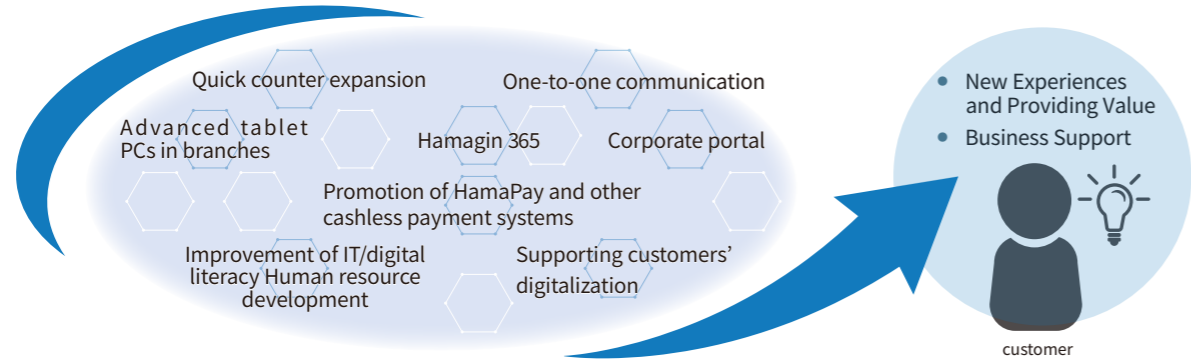 Quick counter expansion
One-to-one communication
Advanced tablet
PCs in branches
Hamagin 365
Corporate portal
Promotion of HamaPay and other
cashless payment systems
Improvement of IT/digital
literacy Human resource
development
Supporting customers’
digitalization
• New Experiences
and Providing Value
• Business Support
customer